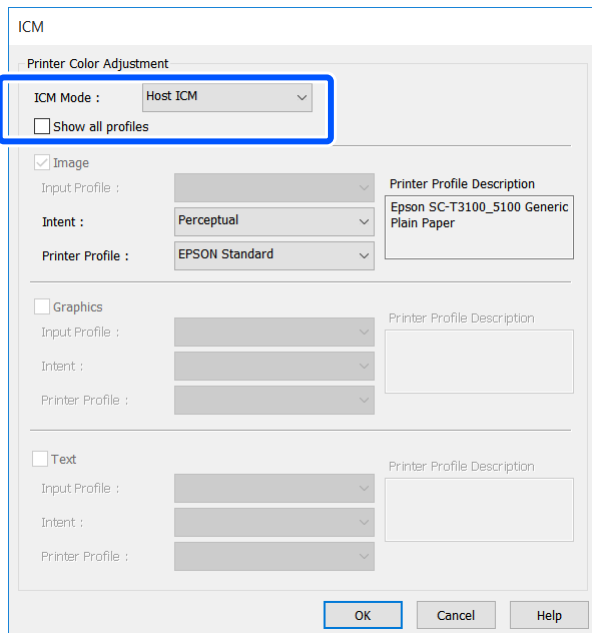 ICM
Printer Color Adjustment
ICM Mode : Host ICM
Show all profiles
Image
Input Profile :
Printer Profile Description
Intent : Perceptual
Epson SC-T3100_5100 Generic
Plain Paper
Printer Profile : EPSON Standard
Graphics
Input Profile :
Printer Profile Description
Intent :
Printer Profile :
Text
Input Profile :
Printer Profile Description
Intent :
Printer Profile :
OK Cancel Help